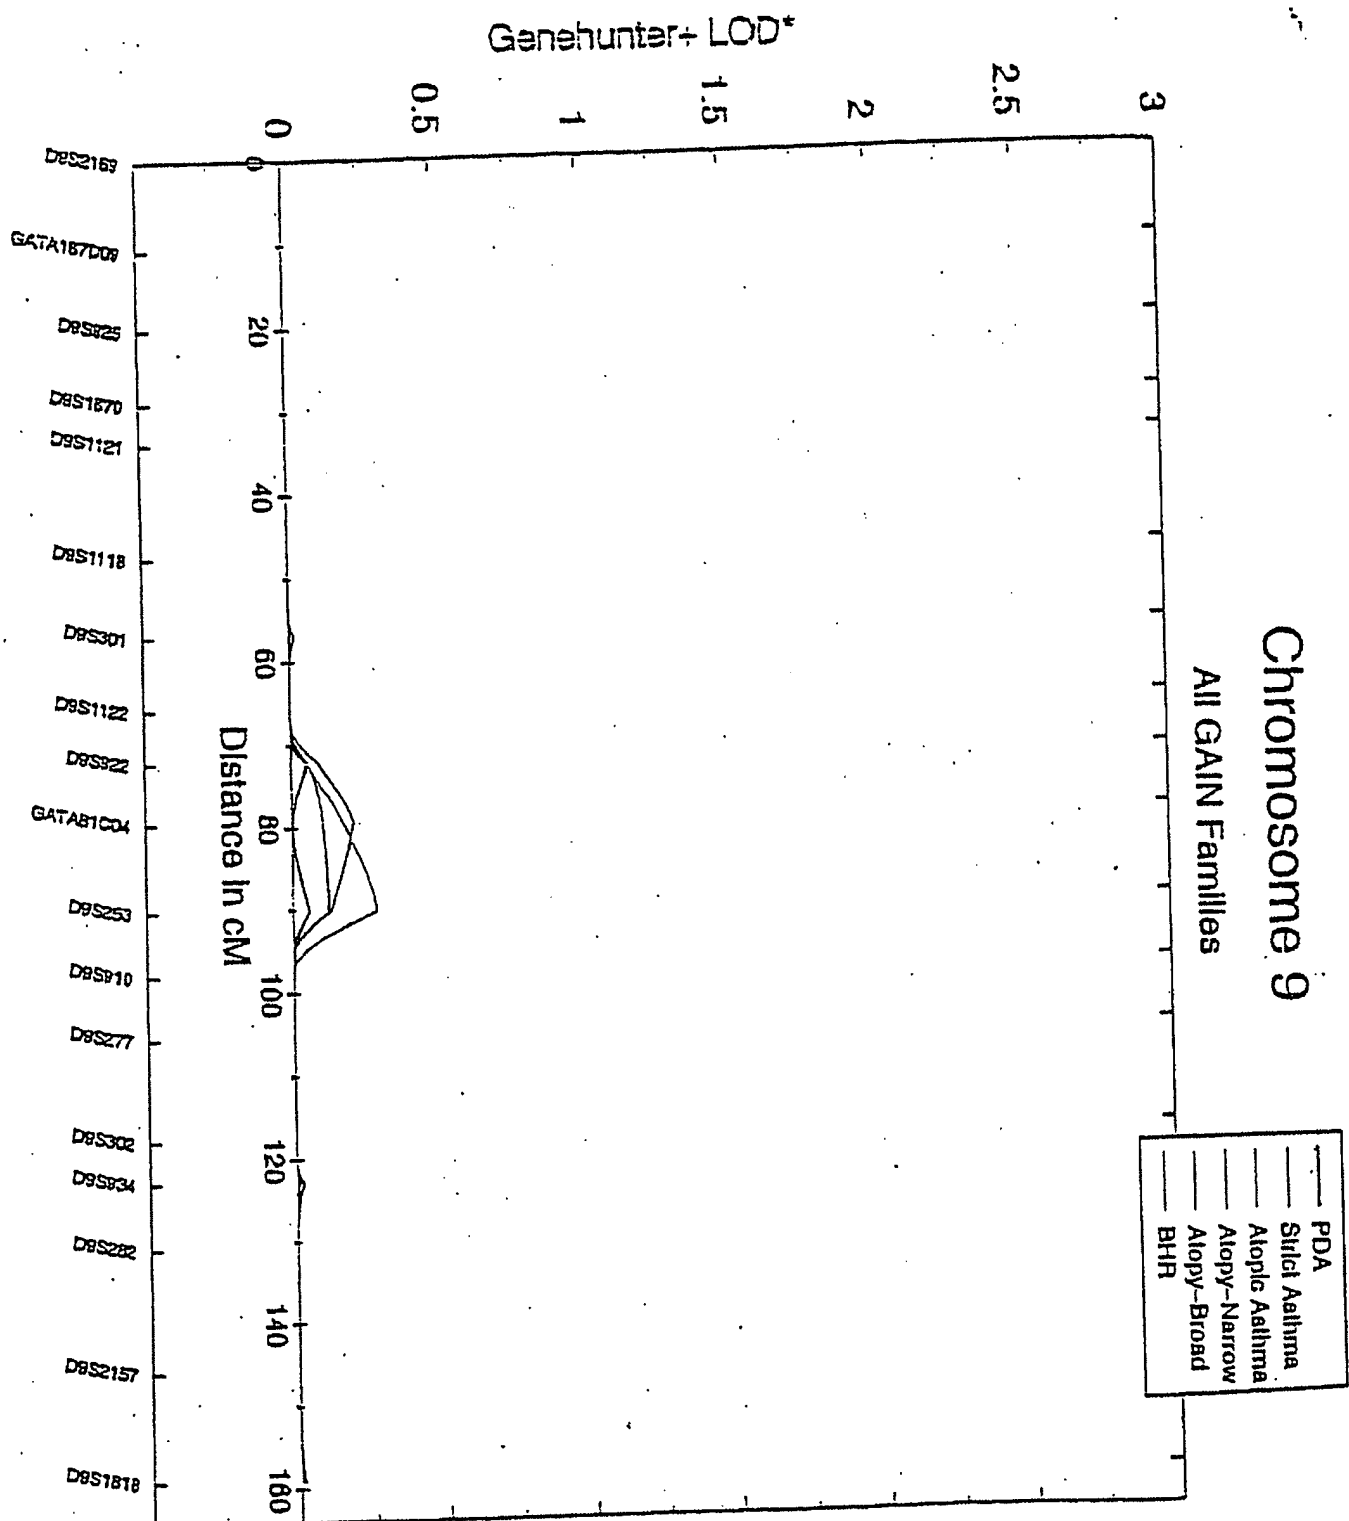 Chromosome 9
All GAIN Families
PDA
Strict Asthma
Atopic Asthma
Atopy-Narrow
Atopy-Broad
BHR
Genehunter+ LOD*
3
2.5
2
1.5
1
0.5
0
0
20
40
60
80
100
120
140
160
Distance in cM
D9S2169
GATA187D09
D9S925
D9S1870
D9S1121
D9S1118
D9S301
D9S1122
D9S922
GATA81C04
D9S253
D9S910
D9S277
D9S302
D9S934
D9S282
D9S2157
D9S1818